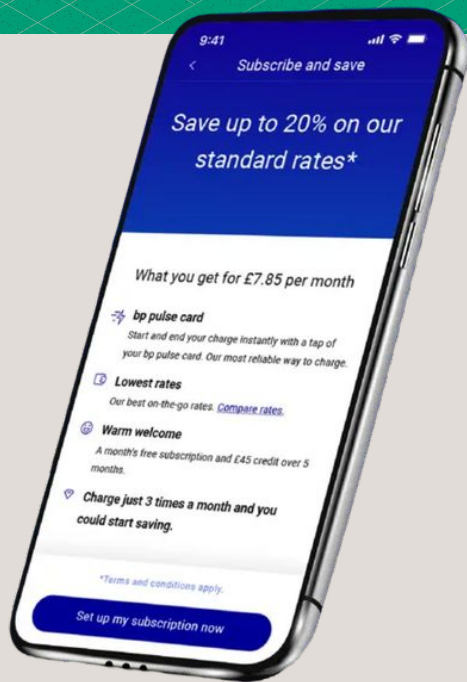 9:41
Subscribe and save
Save up to 20% on our
standard rates*
What you get for £7.85 per month
bp pulse card
Start and end your charge instantly with a tap of
your bp pulse card. Our most reliable way to charge.
Lowest rates
Our best on-the-go rates. Compare rates.
Warm welcome
A month's free subscription and £45 credit over 5
months.
Charge just 3 times a month and you
could start saving.
*Terms and conditions apply.
Set up my subscription now